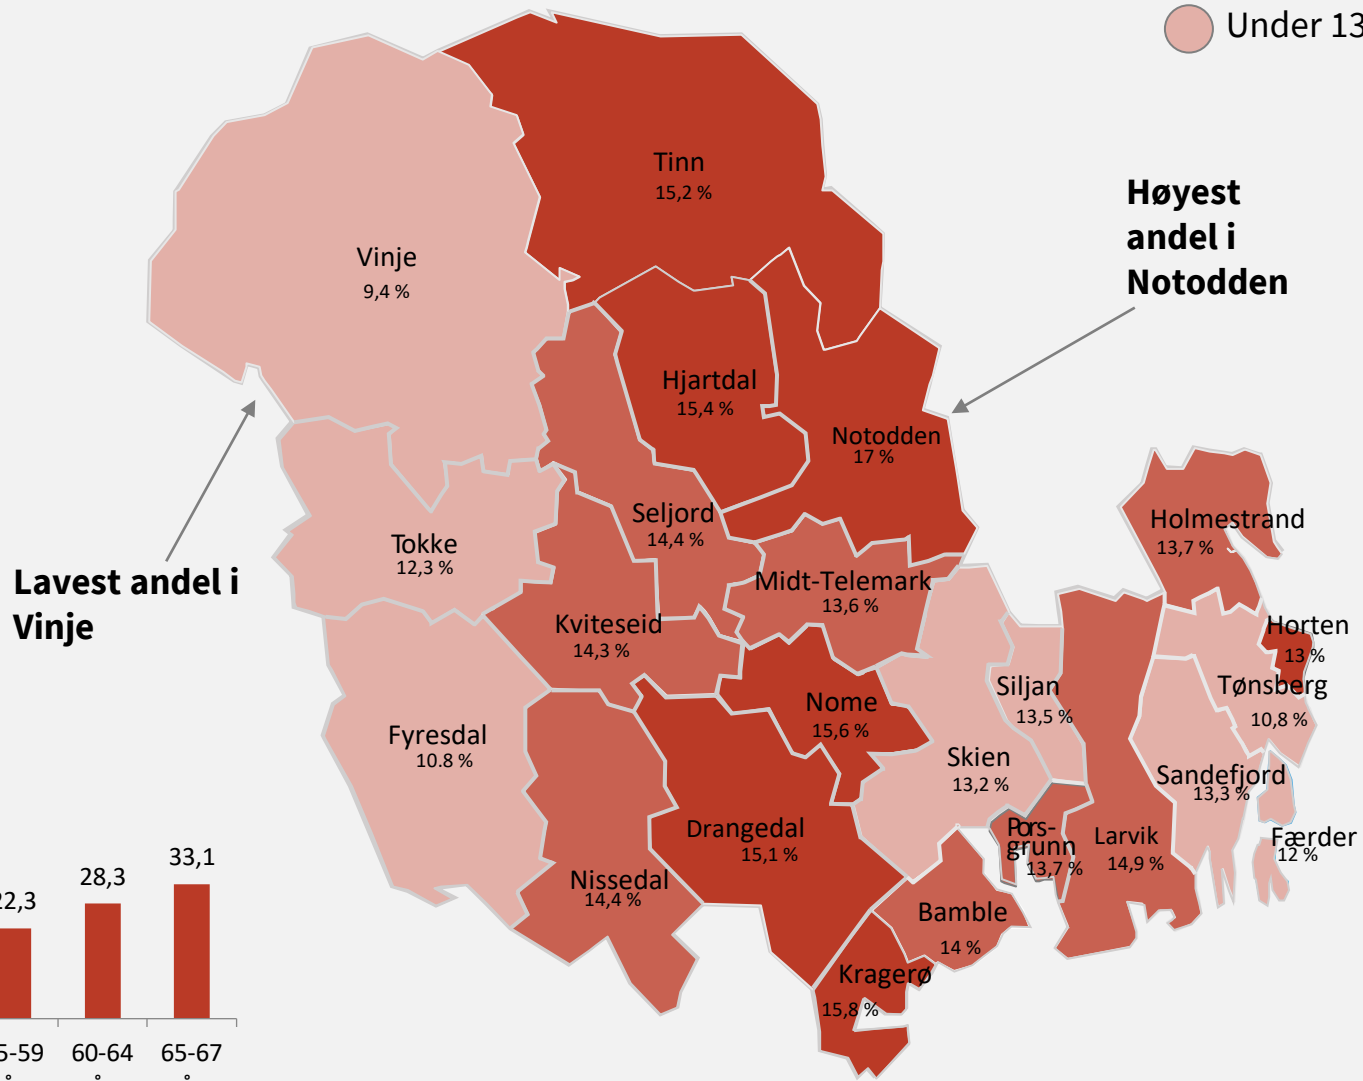 Under 13
Tinn
15,2 %
Høyest
andel i
Notodden
Vinje
9,4 %
Hjartdal
15,4 %
Notodden
17 %
Seljord
14,4 %
Holmestrand
13,7 %
Tokke
12,3 %
Lavest andel i
Vinje
Midt-Telemark
13,6 %
Kviteseid
14,3 %
Horten
13 %
Siljan
13,5 %
Tønsberg
10,8 %
Nome
15,6 %
Fyresdal
10.8 %
Skien
13,2 %
Sandefjord
13,3 %
Drangedal
15,1 %
Pors-
grunn
13,7 %
Larvik
14,9 %
Færder
12 %
Nissedal
14,4 %
Bamble
14 %
Kragerø
15,8 %
22,3
28,3
33,1
5-59
60-64
65-67